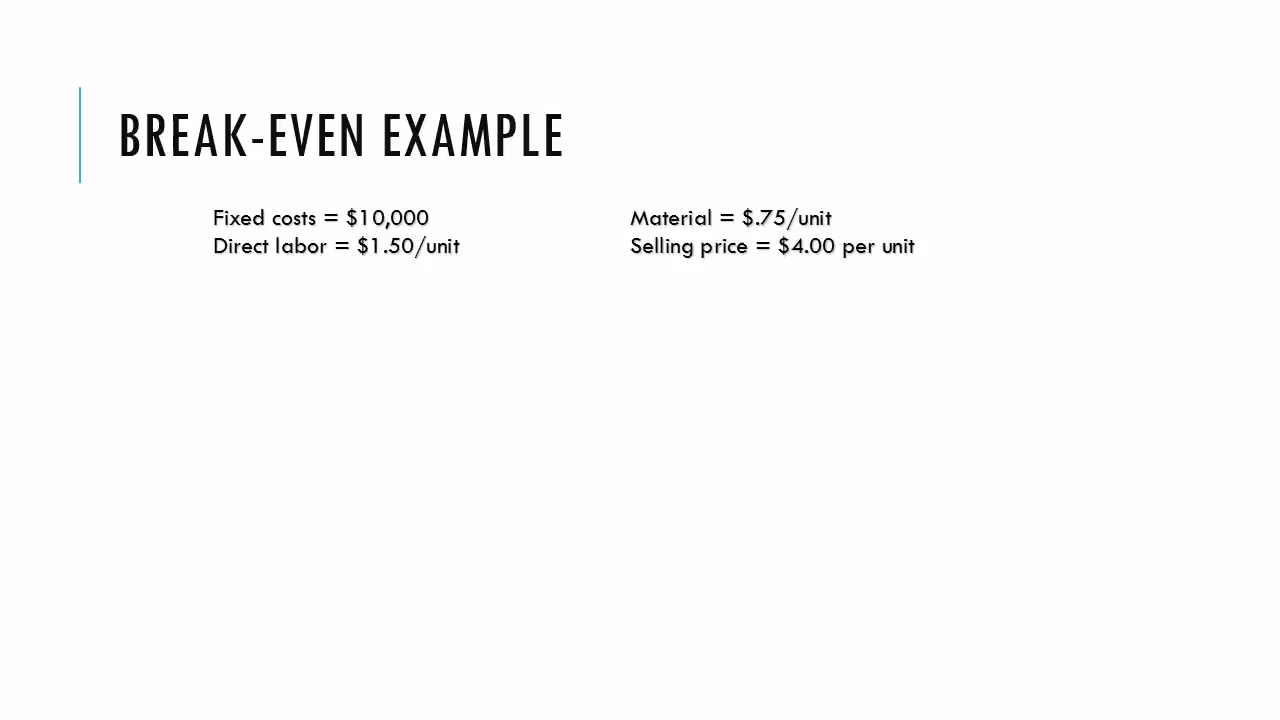 BREAK-EVEN EXAMPLE
Fixed costs = $10,000
Direct labor = $1.50/unit
Material = $.75/unit
Selling price = $4.00 per unit